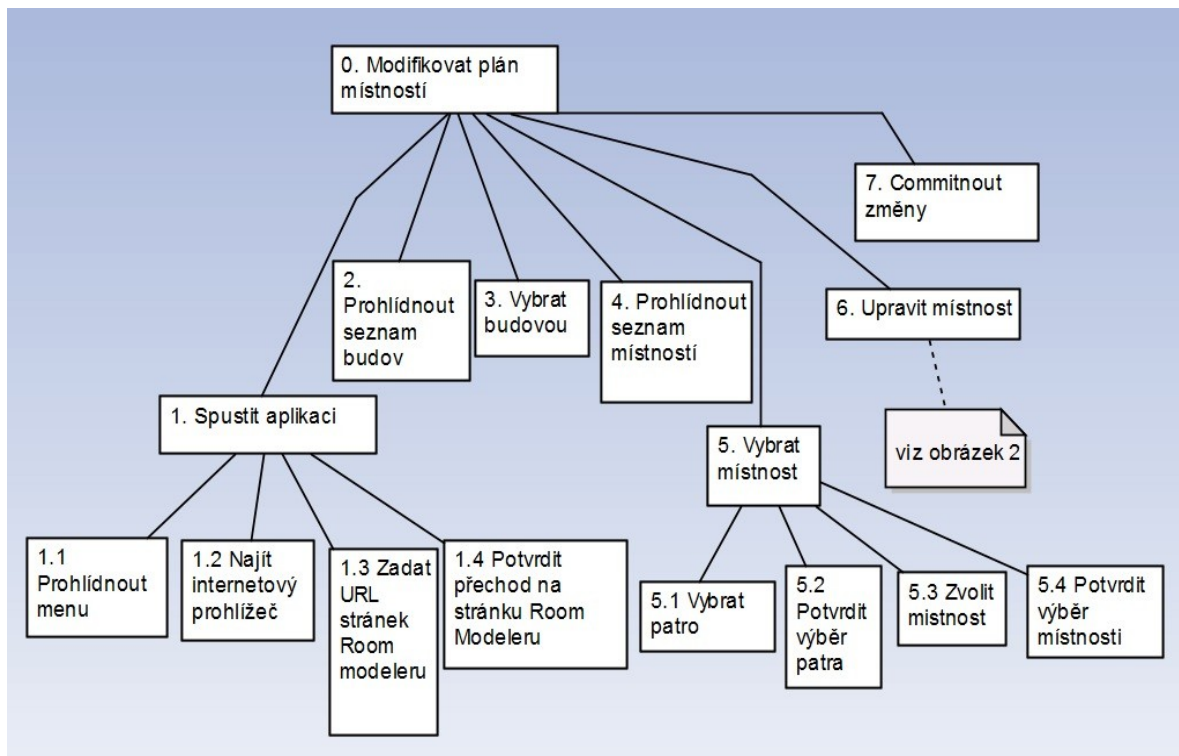 0. Modifikovat plán
místností
7. Commitnout
změny
2.
Prohlídnout
seznam
budov
3. Vybrat
budovou
4. Prohlídnout
seznam
místností
6. Upravit místnost
viz obrázek 2
1. Spustit aplikaci
5. Vybrat
místnost
1.1
Prohlídnout
menu
1.2 Najít
internetový
prohlížeč
1.3 Zadat
URL
stránek
Room
modeleru
1.4 Potvrdit
přechod na
stránku Room
Modeleru
5.1 Vybrat
patro
5.2
Potvrdit
výběr
patra
5.3 Zvolit
mistnost
5.4 Potvrdit
výběr
místnosti